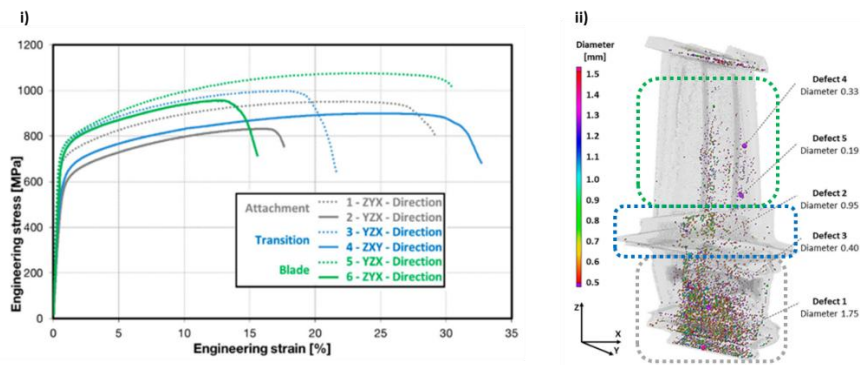 i)
1200
1000
800
600
400
200
0
Engineering stress [MPa]
0 5 10 15 20 25 30 35
Engineering strain [%]
Attachment
1 - ZYX - Direction
2 - YZX - Direction
Transition
3 - YZX - Direction
4 - ZXY - Direction
Blade
5 - YZX - Direction
6 - ZYX - Direction
ii)
Diameter
[mm]
1.5
1.4
1.3
1.2
1.1
1.0
0.9
0.8
0.7
0.6
0.5
Defect 4
Diameter 0.33
Defect 5
Diameter 0.19
Defect 2
Diameter 0.95
Defect 3
Diameter 0.40
Defect 1
Diameter 1.75
Z
X
Y